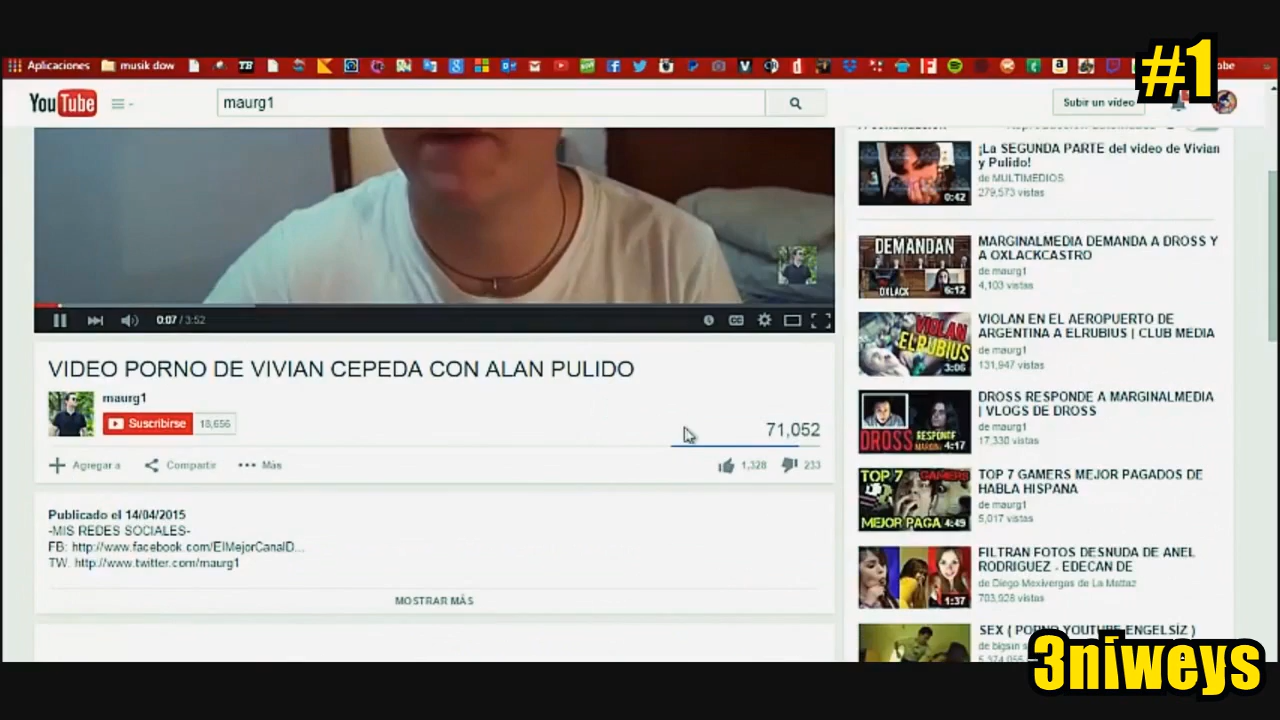 #1
Aplicaciones
musik dow
YouTube
maurg1
Subir un vídeo
¡La SEGUNDA PARTE del video de Vivian
y Pulido!
de MULTIMEDIOS
279,573 vistas
0:42
DEMANDAN
OXLACK
6:12
MARGINALMEDIA DEMANDA A DROSS Y
A OXLACKCASTRO
de maurg1
4,103 vistas
VIOLAN
ELRUBIUS
3:06
VIOLAN EN EL AEROPUERTO DE
ARGENTINA A ELRUBIUS | CLUB MEDIA
de maurg1
131,947 vistas
DROSS
RESPONDE
4:17
DROSS RESPONDE A MARGINALMEDIA
| VLOGS DE DROSS
de maurg1
17,330 vistas
TOP 7 GAMERS
MEJOR PAGA
4:49
TOP 7 GAMERS MEJOR PAGADOS DE
HABLA HISPANA
de maurg1
5,017 vistas
1:37
FILTRAN FOTOS DESNUDA DE ANEL
RODRIGUEZ - EDECAN DE
de Diego Mexivergas de La Mattaz
703,928 vistas
SEX ( PORNO YOUTUBE ENGELSİZ )
0:07 / 3:52
VIDEO PORNO DE VIVIAN CEPEDA CON ALAN PULIDO
maurg1
Suscribirse
18,656
71,052
Agregar a
Compartir
Más
1,328
233
Publicado el 14/04/2015
-MIS REDES SOCIALES-
FB: http://www.facebook.com/ElMejorCanalD...
TW: http://www.twitter.com/maurg1
MOSTRAR MÁS
3niweys